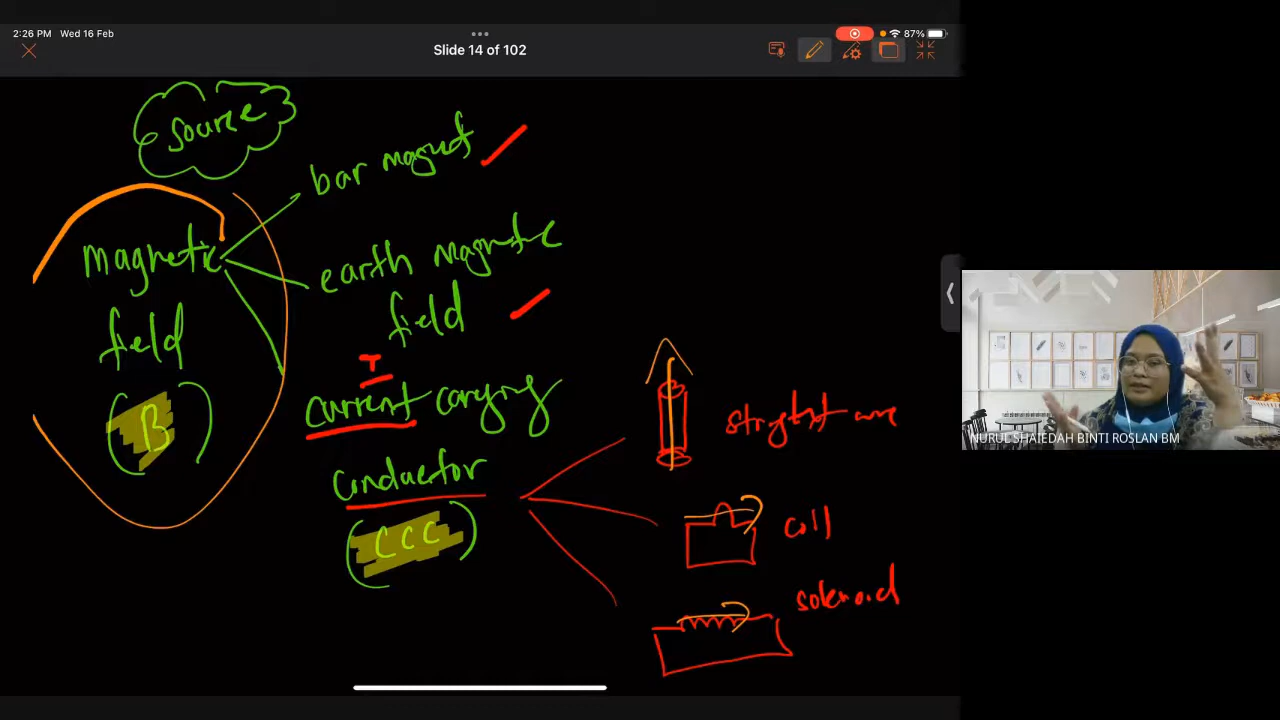 2:26 PM Wed 16 Feb
87%
Slide 14 of 102
source
bar magnet
magnetic
field
(B)
earth magnetic
field
I
current carrying
conductor
(CCC)
straight wire
coil
solenoid
NURUL SHAIEDAH BINTI ROSLAN BM